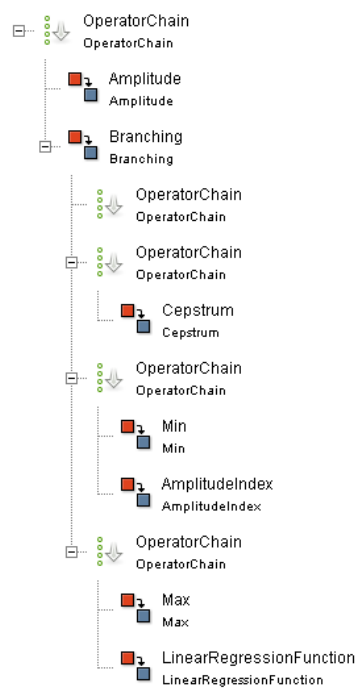 OperatorChain
OperatorChain
Amplitude
Amplitude
Branching
Branching
OperatorChain
OperatorChain
OperatorChain
OperatorChain
Cepstrum
Cepstrum
OperatorChain
OperatorChain
Min
Min
AmplitudeIndex
AmplitudeIndex
OperatorChain
OperatorChain
Max
Max
LinearRegressionFunction
LinearRegressionFunction